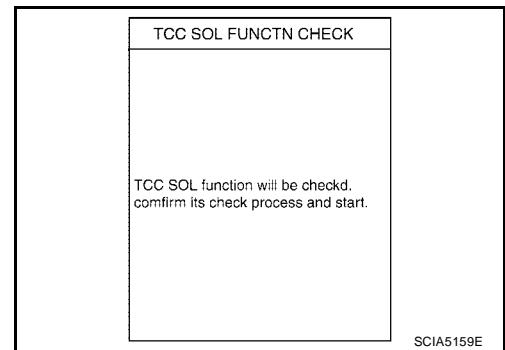 TCC SOL FUNCTN CHECK
TCC SOL function will be checkd.
comfirm its check process and start.
SCIA5159E